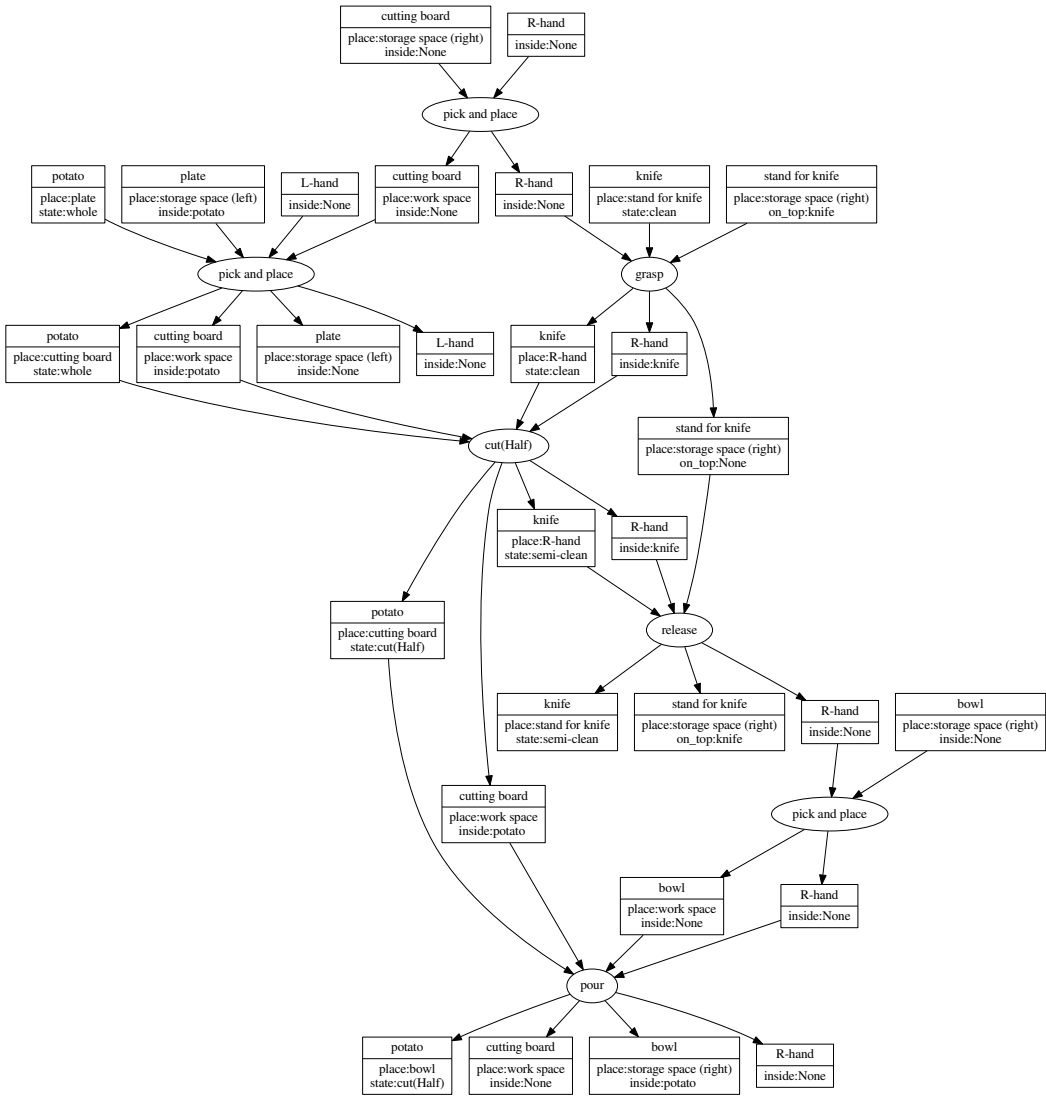 cutting board
place:storage space (right)
inside:None
R-hand
inside:None
pick and place
potato
place:plate
state:whole
plate
place:storage space (left)
inside:potato
L-hand
inside:None
cutting board
place:work space
inside:None
R-hand
inside:None
knife
place:stand for knife
state:clean
stand for knife
place:storage space (right)
on_top:knife
pick and place
grasp
potato
place:cutting board
state:whole
cutting board
place:work space
inside:potato
plate
place:storage space (left)
inside:None
L-hand
inside:None
knife
place:R-hand
state:clean
R-hand
inside:knife
cut(Half)
stand for knife
place:storage space (right)
on_top:None
knife
place:R-hand
state:semi-clean
R-hand
inside:knife
potato
place:cutting board
state:cut(Half)
release
knife
place:stand for knife
state:semi-clean
stand for knife
place:storage space (right)
on_top:knife
R-hand
inside:None
bowl
place:storage space (right)
inside:None
cutting board
place:work space
inside:potato
pick and place
bowl
place:work space
inside:None
R-hand
inside:None
pour
potato
place:bowl
state:cut(Half)
cutting board
place:work space
inside:None
bowl
place:storage space (right)
inside:potato
R-hand
inside:None